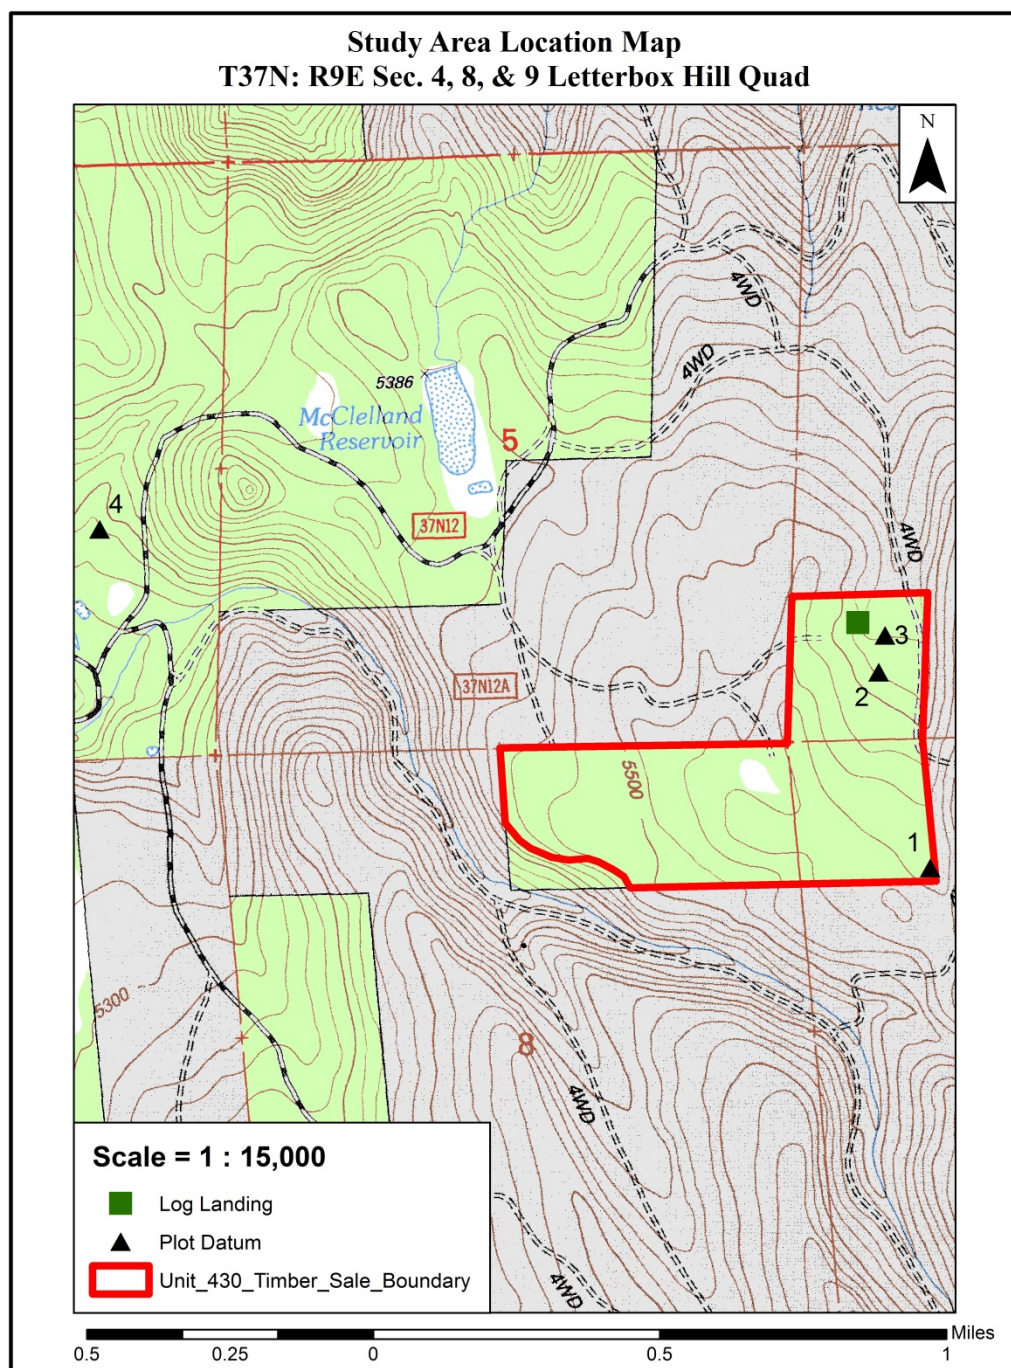 Study Area Location Map
T37N: R9E Sec. 4, 8, & 9 Letterbox Hill Quad
N
4WD
4WD
5386
McClelland
Reservoir
5
4
37N12
4WD
3
2
37N12A
5500
1
5300
8
4WD
4WD
Scale = 1 : 15,000
Log Landing
Plot Datum
Unit_430_Timber_Sale_Boundary
0.5 0.25 0 0.5 1 Miles